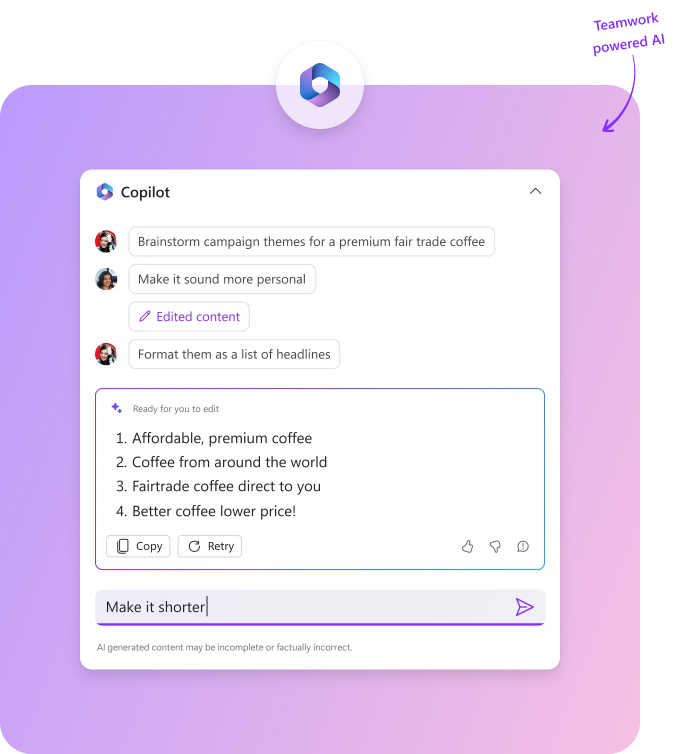 Teamwork
powered AI
Copilot
Brainstorm campaign themes for a premium fair trade coffee
Make it sound more personal
Edited content
Format them as a list of headlines
Ready for you to edit
1. Affordable, premium coffee
2. Coffee from around the world
3. Fairtrade coffee direct to you
4. Better coffee lower price!
Copy Retry
Make it shorter
AI generated content may be incomplete or factually incorrect.